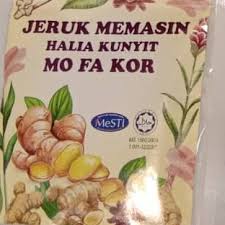 JERUK MEMASIN
HALIA KUNYIT
MO FA KOR
MeSTI